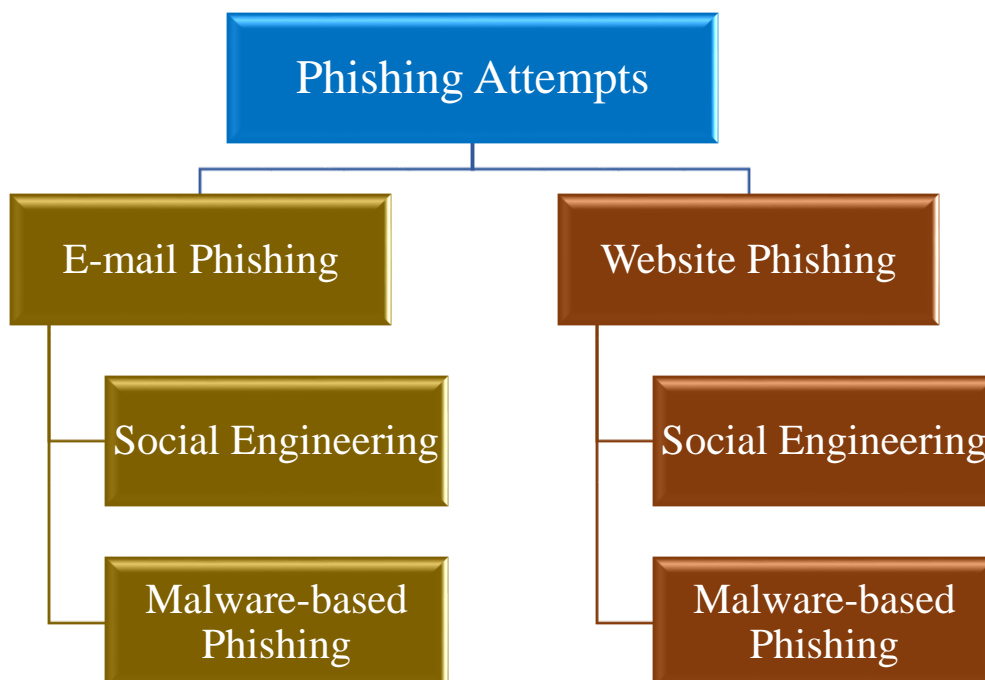 Phishing Attempts
E-mail Phishing
Website Phishing
Social Engineering
Social Engineering
Malware-based
Phishing
Malware-based
Phishing